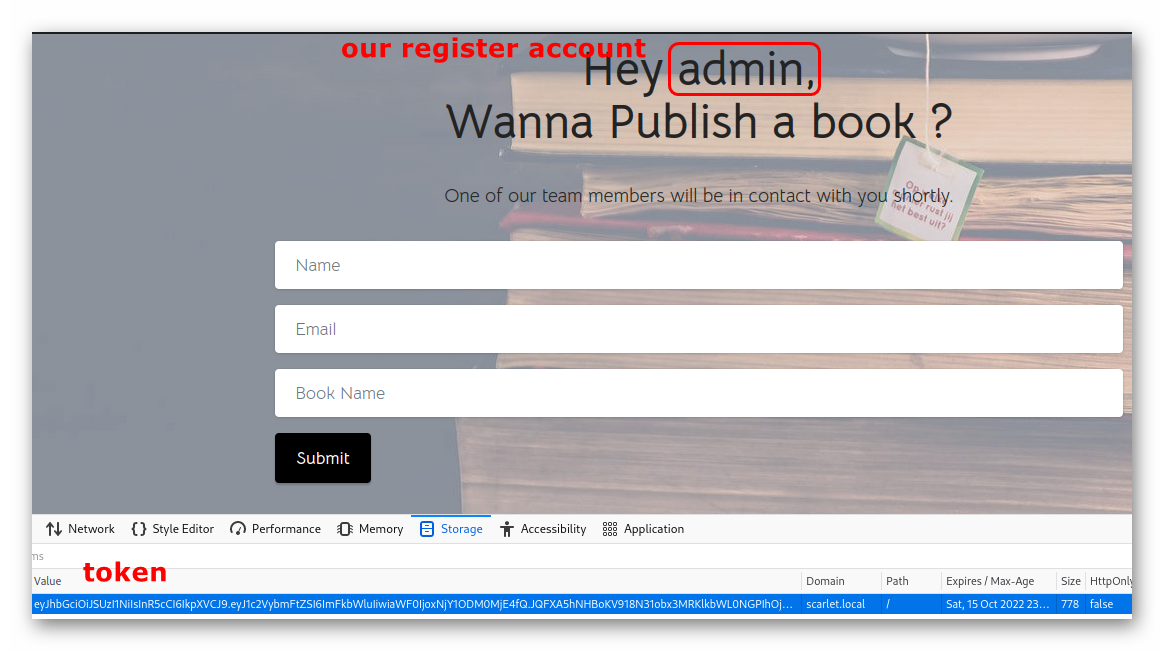 our register account
Hey admin,
Wanna Publish a book ?
One of our team members will be in contact with you shortly.
Name
Email
Book Name
Submit
Network Style Editor Performance Memory Storage Accessibility Application
ms
token
Value Domain Path Expires / Max-Age Size HttpOnly
eyJhbGciOiJSUzI1NiIsInR5cCI6IkpXVCJ9.eyJ1c2VybmFtZSI6ImFkbWluIiwiaWF0IjoxNjY1ODM0MjE4fQ.JQFXA5hNHBoKV918N31obx3MRKlkbWL0NGPIhOj... scarlet.local / Sat, 15 Oct 2022 23... 778 false